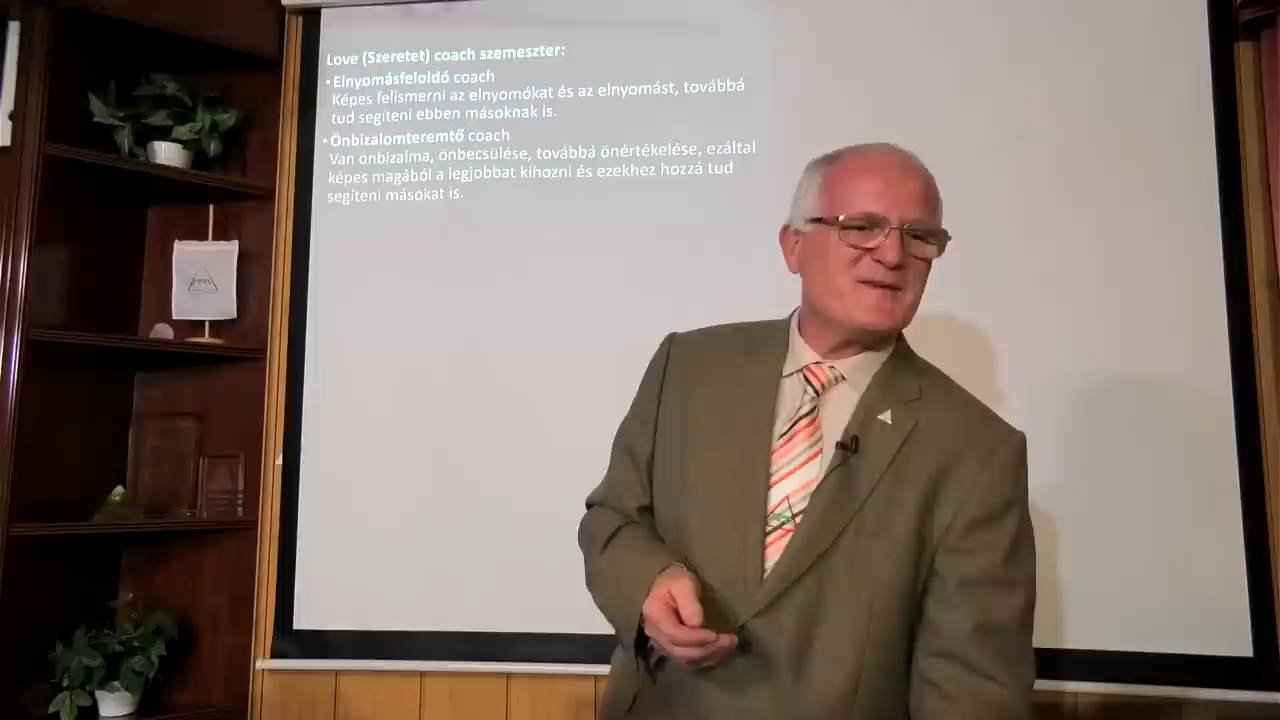 Love (Szeretet) coach szemeszter:
• Elnyomásfeloldó coach
Képes felismerni az elnyomókat és az elnyomást, továbbá
tud segíteni ebben másoknak is.
• Önbizalomteremtő coach
Van önbizalma, önbecsülése, továbbá önértékelése, ezáltal
képes magából a legjobbat kihozni és ezekhez hozzá tud
segíteni másokat is.